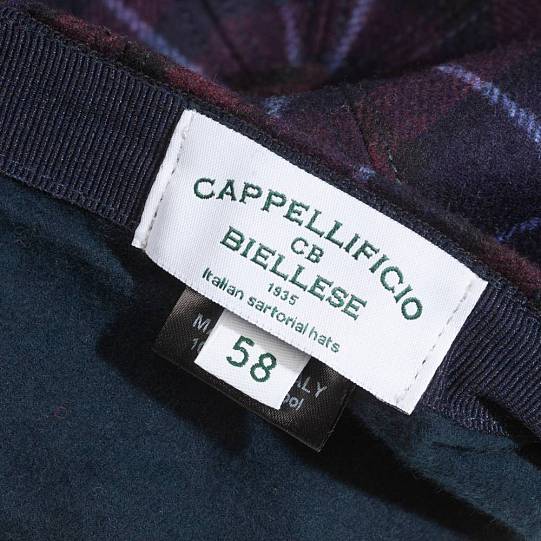 CAPPELLIFICIO
CB
BIELLESE
1935
Italian sartorial hats
58